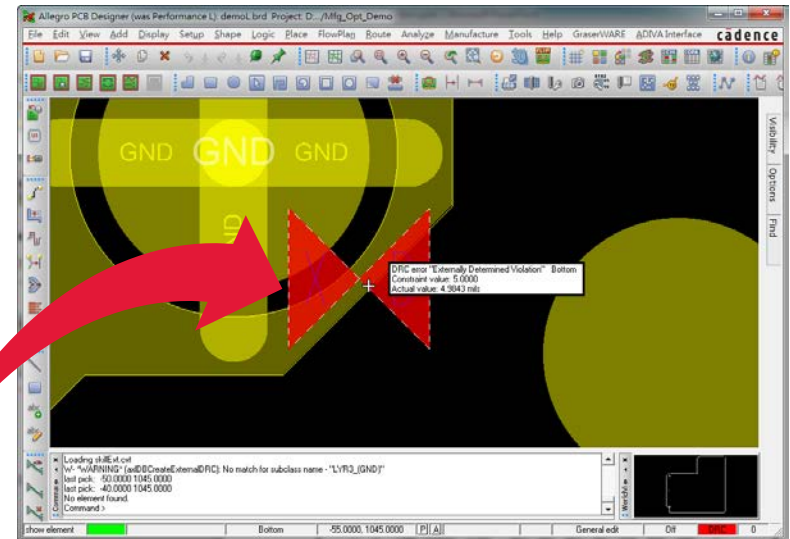 Allegro PCB Designer (was Performance L): demoL.brd Project: D.../Mfg_Opt_Demo
File Edit View Add Display Setup Shape Logic Place FlowPlan Route Analyze Manufacture Tools Help GraserWARE ADIVA Interface cādence
Visibility
Options
Find
GND GND GND
GND
DRC error "Externally Determined Violation" Bottom
Constraint value: 5.0000
Actual value: 4.9843 mils
Command
Loading skillExt.cxt
W- *WARNING* (axlDBCreateExternalDRC): No match for subclass name - "LYR3_(GND)"
last pick: -50.0000 1045.0000
last pick: -40.0000 1045.0000
No element found.
Command >
WorldView
show element Bottom -55.0000, 1045.0000 P A General edit Off DRC 0